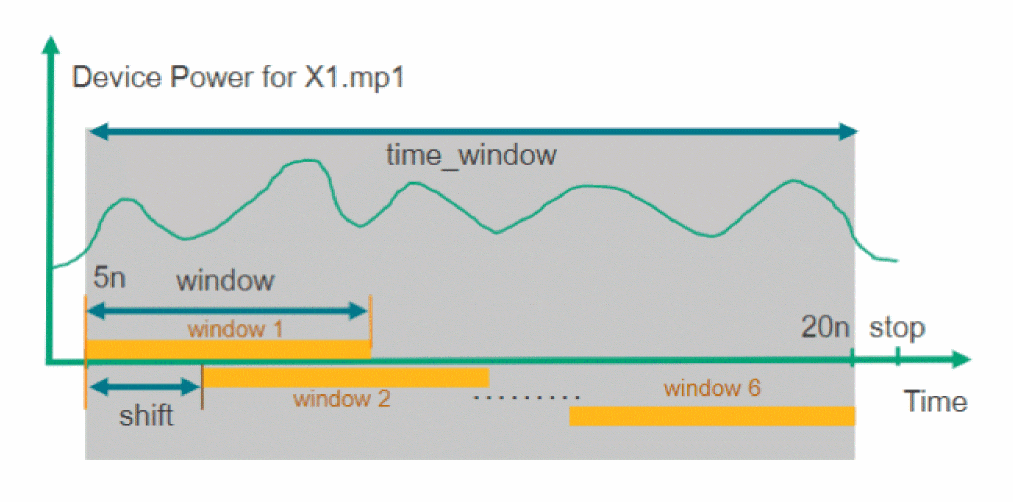 Device Power for X1.mp1
time_window
5n
window
window 1
20n
stop
shift
window 2
.........
window 6
Time